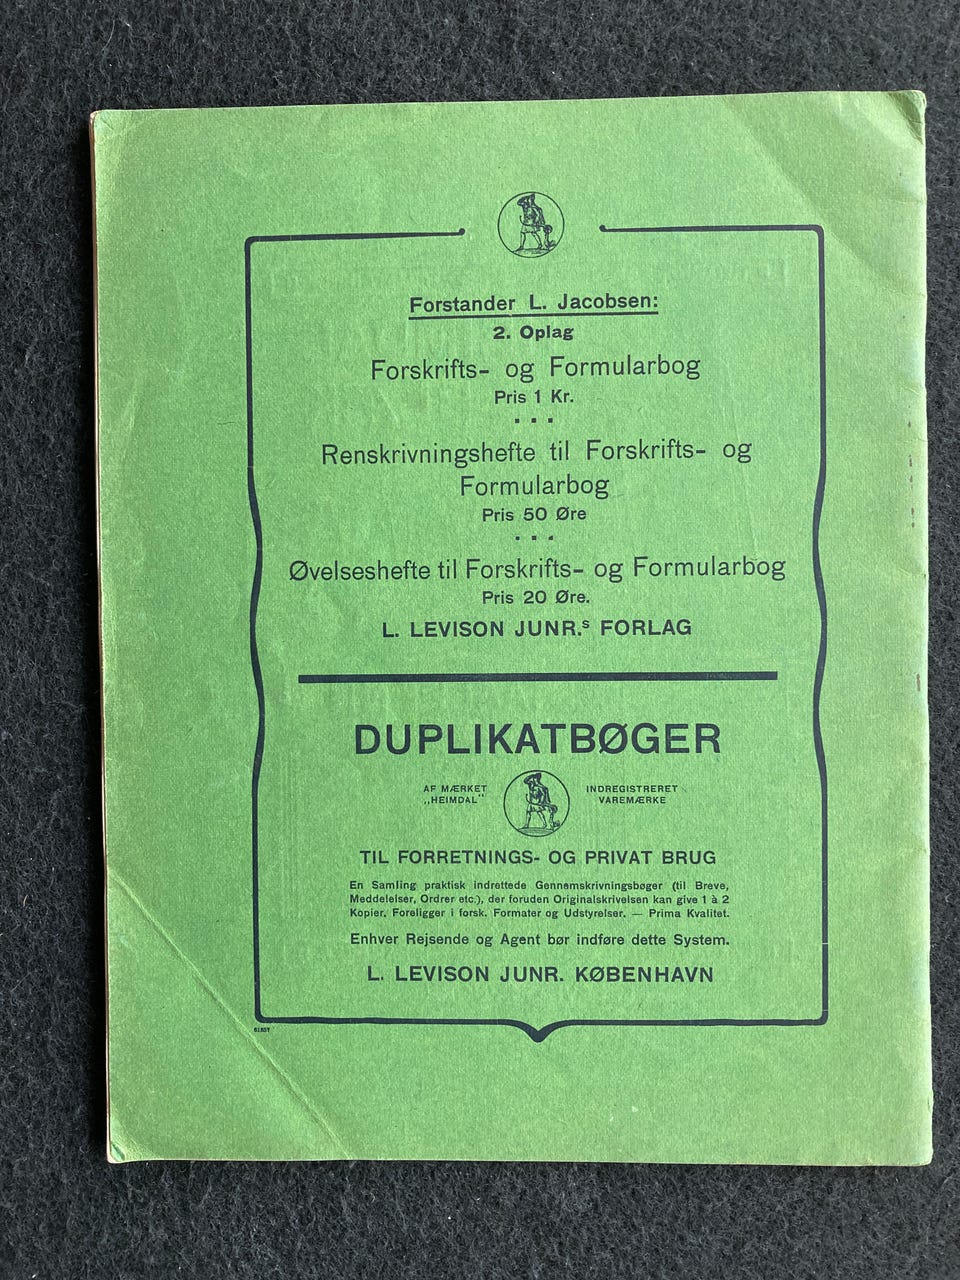 Forstander L. Jacobsen:
2. Oplag
Forskrifts- og Formularbog
Pris 1 Kr.
Renskrivningshefte til Forskrifts- og
Formularbog
Pris 50 Øre
Øvelseshefte til Forskrifts- og Formularbog
Pris 20 Øre.
L. LEVISON JUNR.s FORLAG
DUPLIKATBØGER
AF MÆRKET
„HEIMDAL"
INDREGISTRERET
VAREMÆRKE
TIL FORRETNINGS- OG PRIVAT BRUG
En Samling praktisk indrettede Gennemskrivningsbøger (til Breve,
Meddelelser, Ordrer etc.), der foruden Originalskrivelsen kan give 1 à 2
Kopier. Foreligger i forsk. Formater og Udstyrelser. — Prima Kvalitet.
Enhver Rejsende og Agent bør indføre dette System.
L. LEVISON JUNR. KØBENHAVN